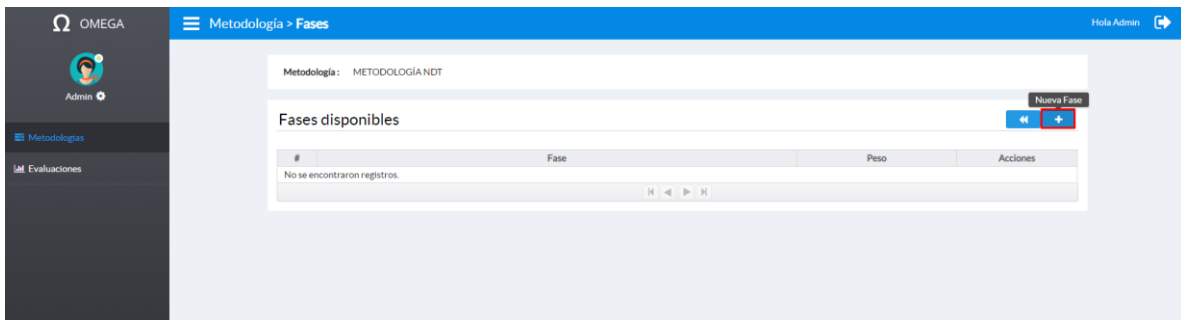 Ω OMEGA
Metodología > Fases
Hola Admin
Admin
Metodologías
Evaluaciones
Metodología: METODOLOGÍA NDT
Nueva Fase
Fases disponibles
# Fase Peso Acciones
No se encontraron registros.